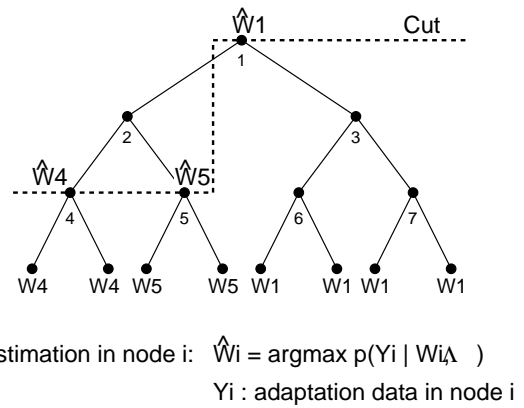 Ŵ1 Cut
1
2 3
Ŵ4 Ŵ5
4 5 6 7
W4 W4 W5 W5 W1 W1 W1 W1
stimation in node i: Ŵi = argmax p(Yi | Wi,Λ )
Yi : adaptation data in node i